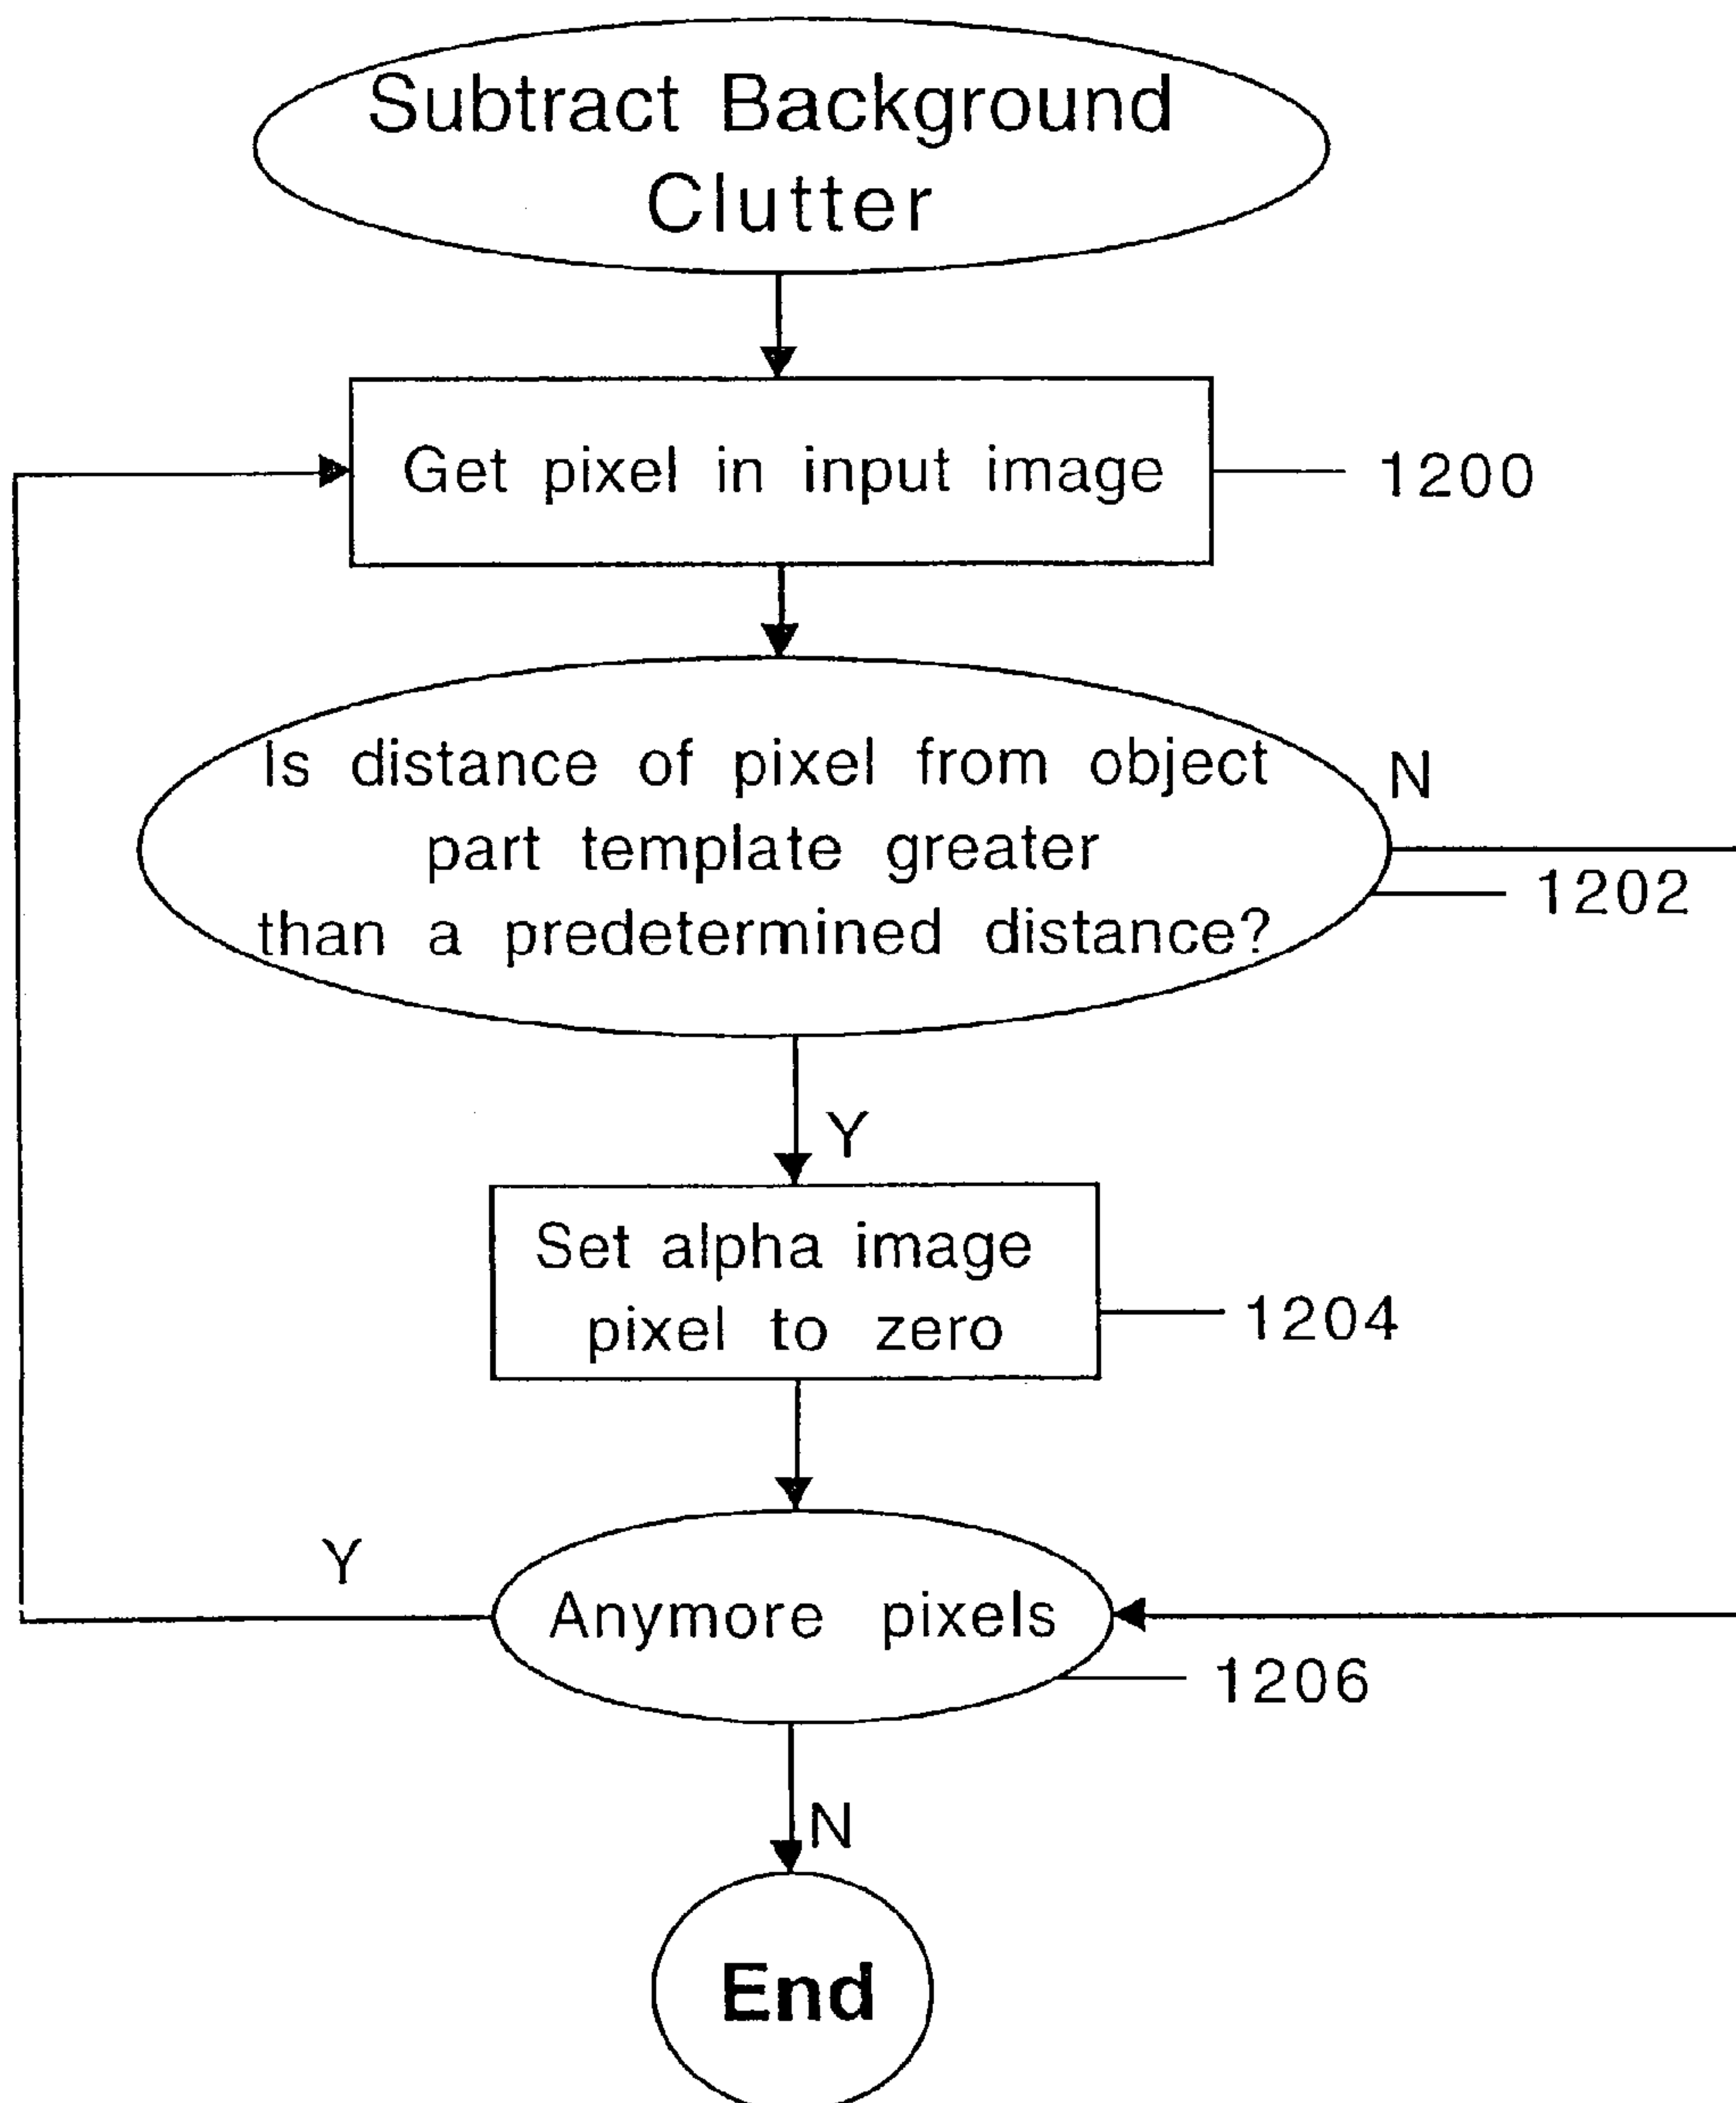 Subtract Background
Clutter
Get pixel in input image
1200
Is distance of pixel from object
part template greater
than a predetermined distance?
N
1202
Y
Set alpha image
pixel to zero
1204
Y
Anymore pixels
1206
N
End